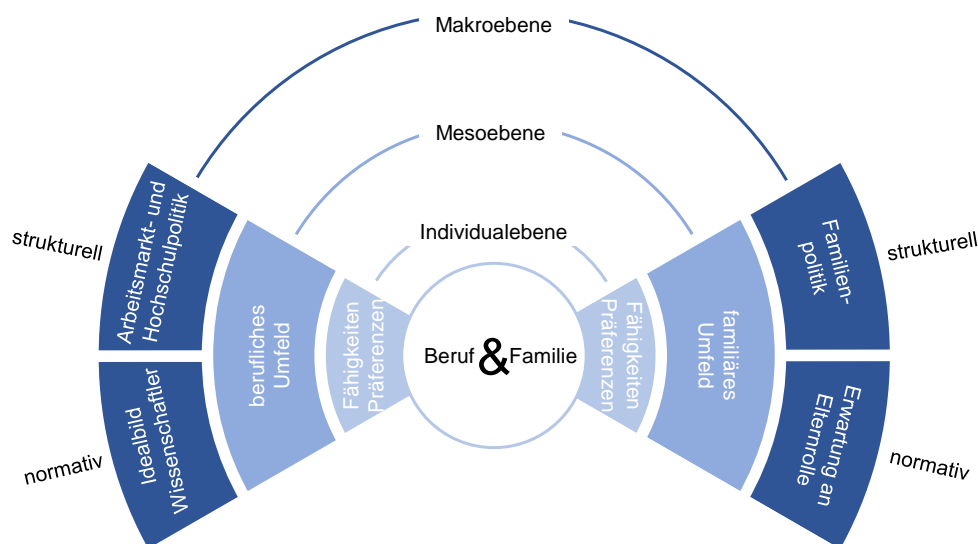 Makroebene
Mesoebene
Individualebene
strukturell
Arbeitsmarkt- und
Hochschulpolitik
normativ
Idealbild
Wissenschaftler
berufliches
Umfeld
Fähigkeiten
Präferenzen
Beruf & Familie
Fähigkeiten
Präferenzen
familiäres
Umfeld
Familien-
politik
strukturell
Erwartung an
Elternrolle
normativ